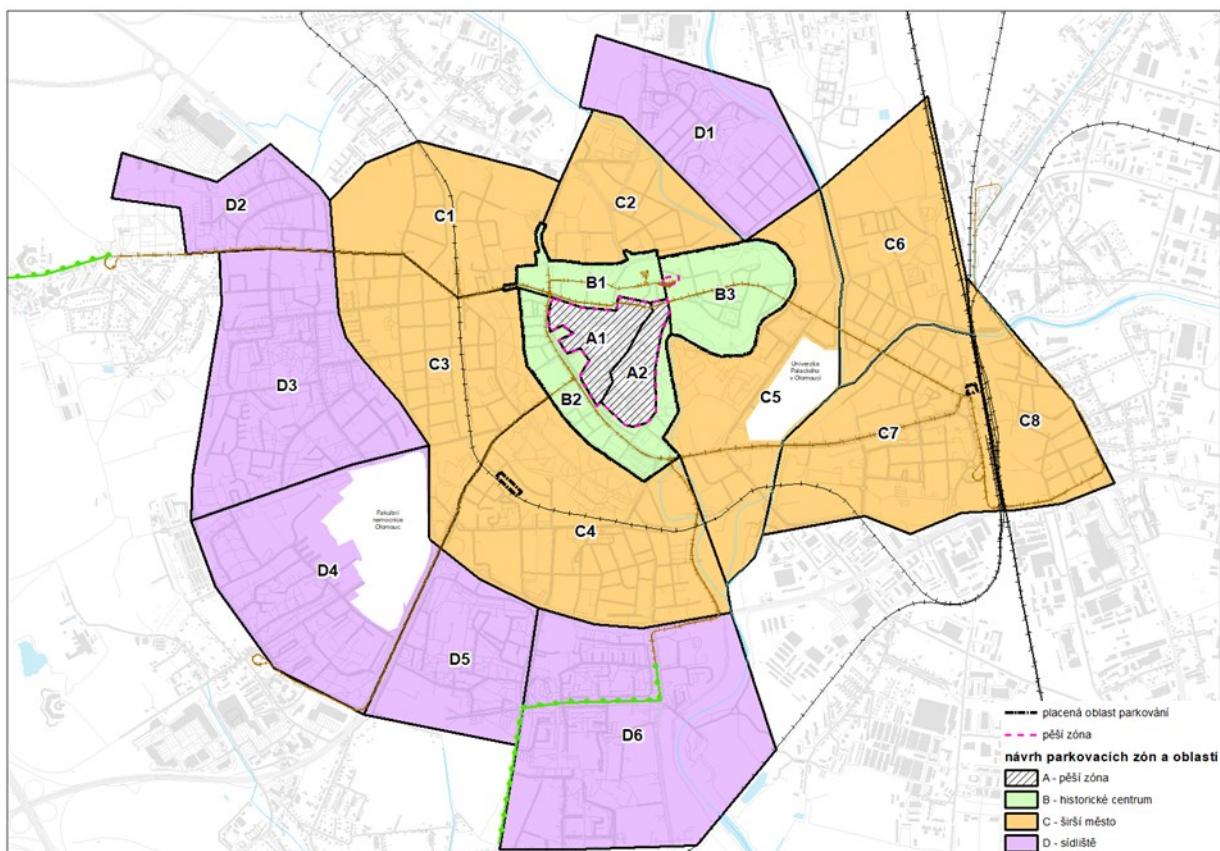 D1
D2
C1
C2
C6
B1
B3
A1
C3
D3
A2
Univerzita
Palackého
v Olomouci
B2
C5
C7
C8
Fakultní
nemocnice
Olomouc
C4
D4
D5
D6
placená oblast parkování
pěší zóna
návrh parkovacích zón a oblastí
A - pěší zóna
B - historické centrum
C - širší město
D - sídliště